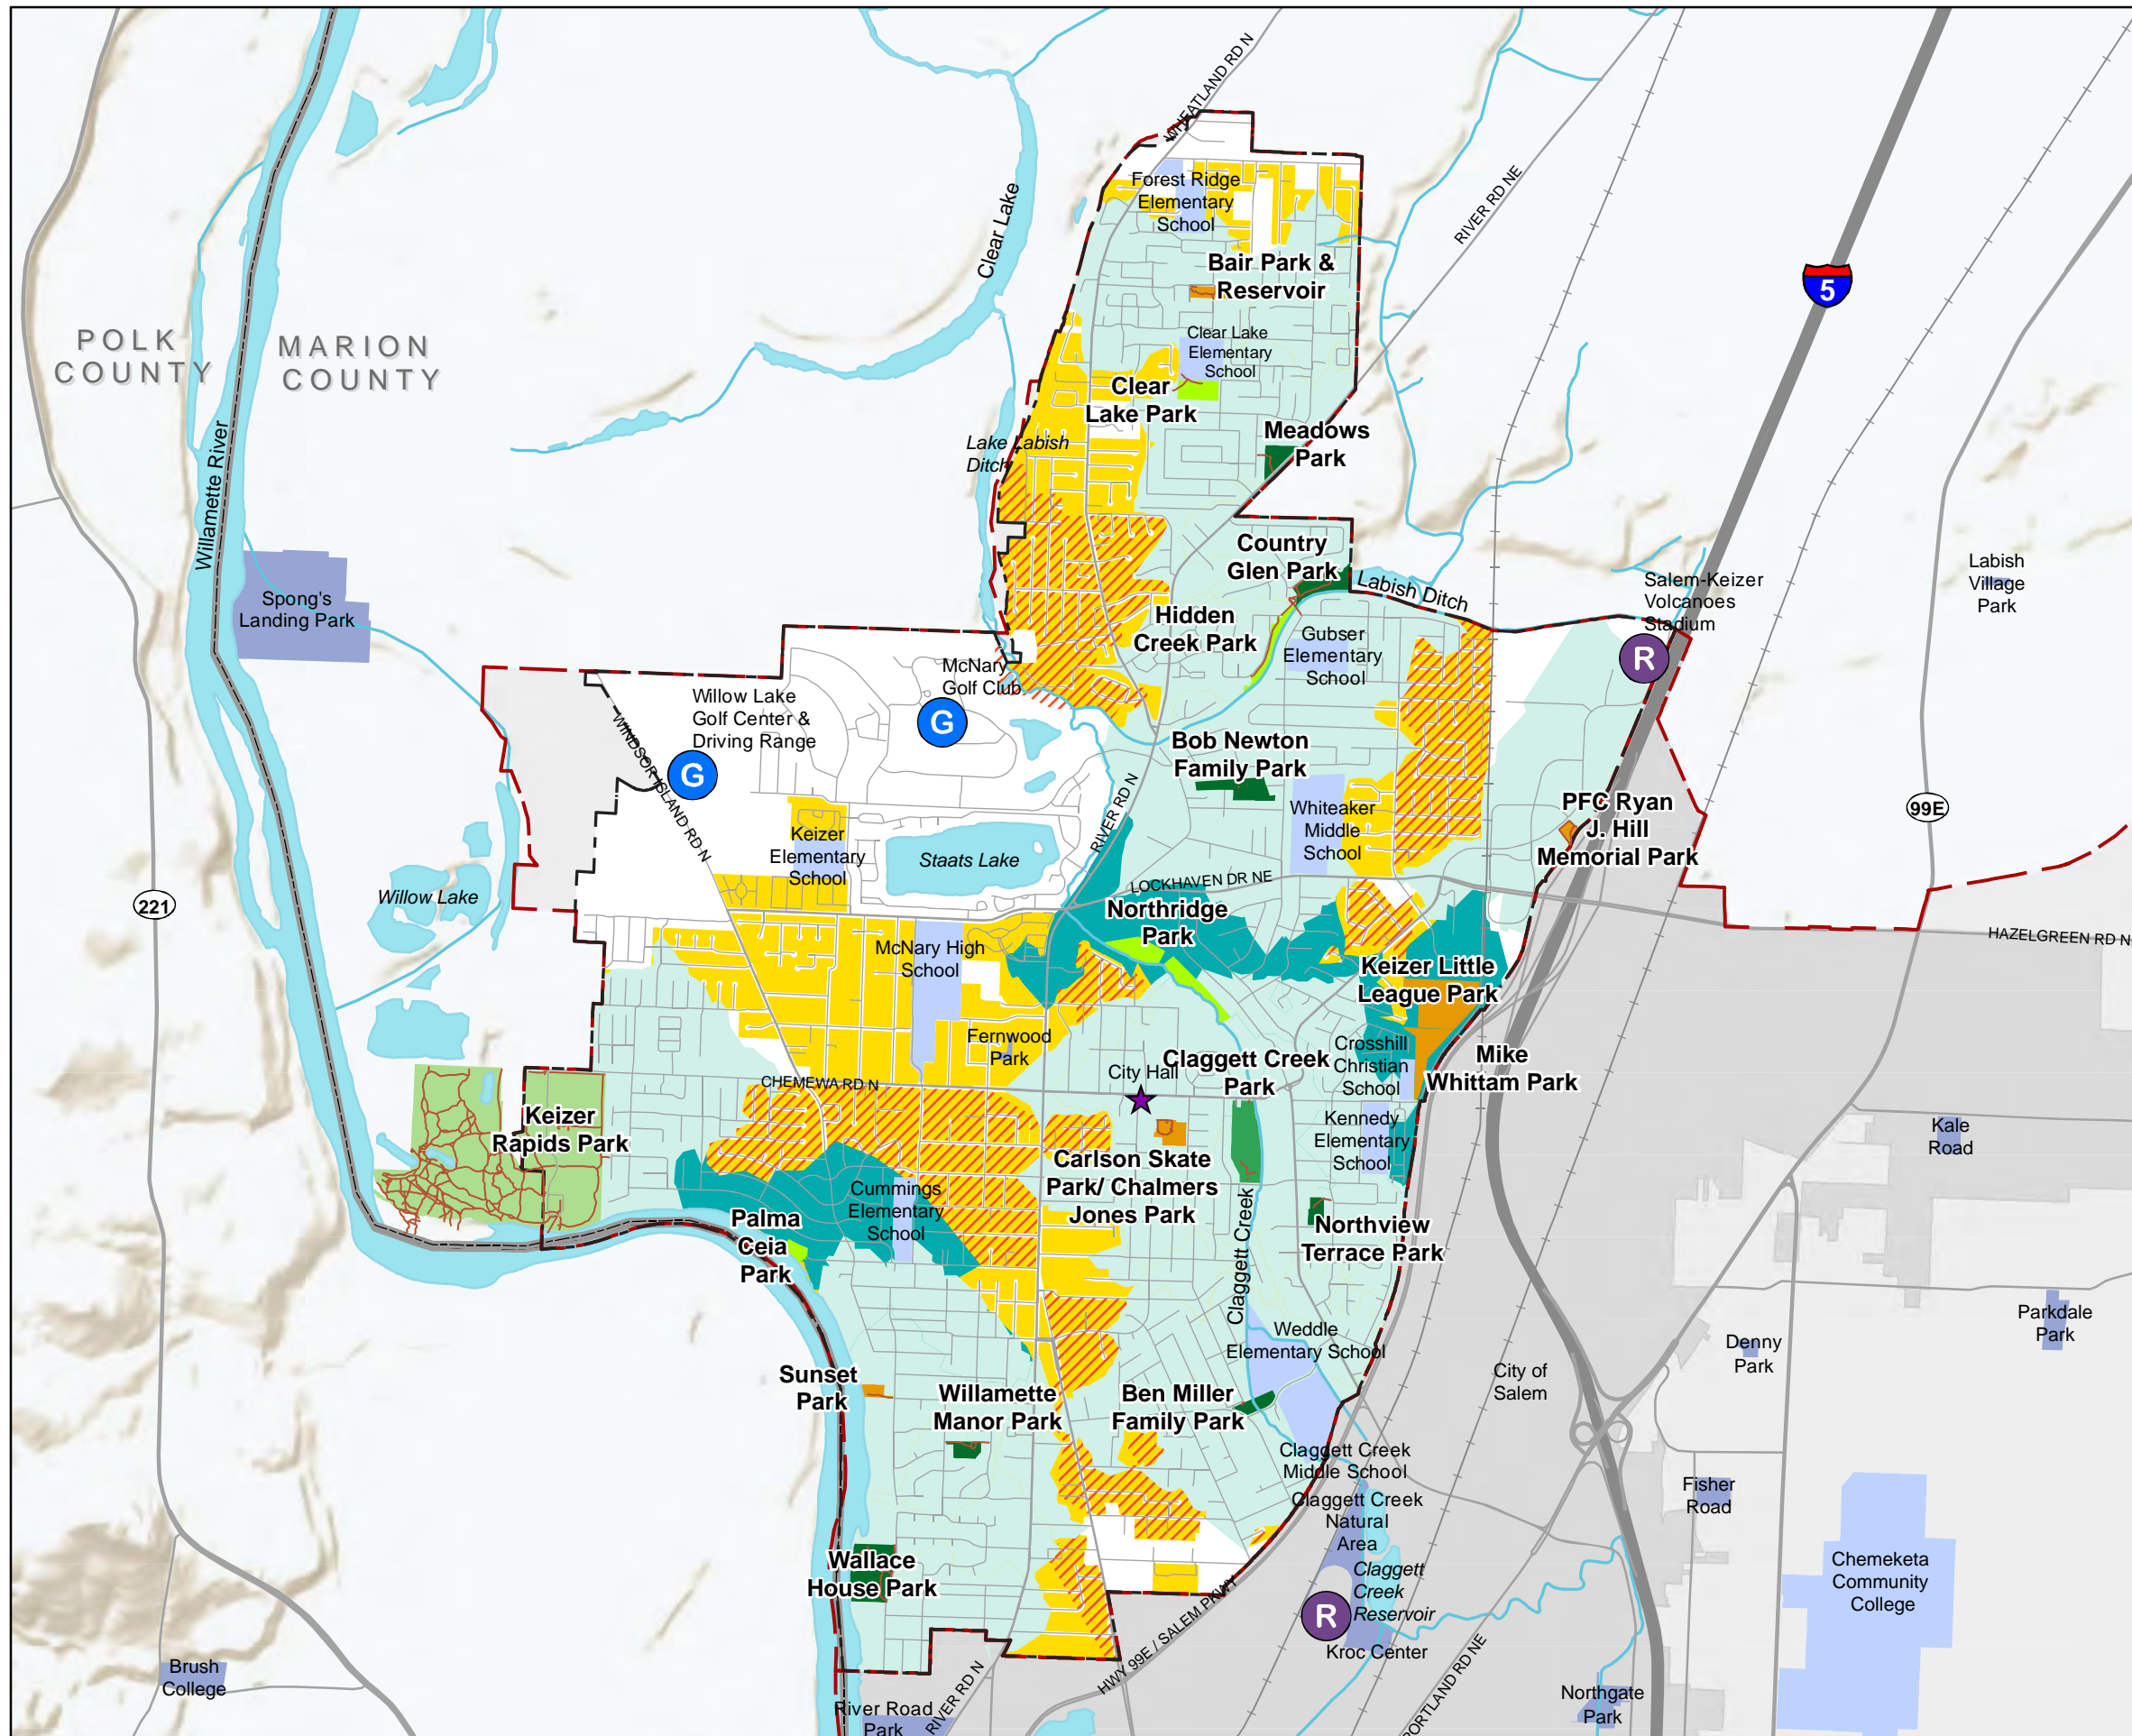 WHEATLAND RD N
Forest Ridge
Elementary
School
RIVER RD NE
Clear Lake
Bair Park &
Reservoir
5
POLK
COUNTY
MARION
COUNTY
Clear Lake
Elementary
School
Clear
Lake Park
Meadows
Park
Lake Labish
Ditch
Willamette River
Country
Glen Park
Labish Ditch
Salem-Keizer
Volcanoes
Stadium
R
Labish
Village
Park
Spong's
Landing Park
Hidden
Creek Park
Gubser
Elementary
School
McNary
Golf Club
G
Willow Lake
Golf Center &
Driving Range
G
WINDSOR ISLAND RD N
Bob Newton
Family Park
RIVER RD N
Whiteaker
Middle
School
PFC Ryan
J. Hill
Memorial Park
99E
Keizer
Elementary
School
Staats Lake
Willow Lake
221
LOCKHAVEN DR NE
Northridge
Park
HAZELGREEN RD N
McNary High
School
Keizer Little
League Park
Fernwood
Park
Crosshill
Christian
School
Mike
Whittam Park
City Hall
Claggett Creek
Park
CHEMEWA RD N
Keizer
Rapids Park
Kennedy
Elementary
School
Kale
Road
Carlson Skate
Park/ Chalmers
Jones Park
Cummings
Elementary
School
Palma
Ceia
Park
Claggett Creek
Northview
Terrace Park
Weddle
Elementary School
Parkdale
Park
Denny
Park
City of
Salem
Sunset
Park
Willamette
Manor Park
Ben Miller
Family Park
Claggett Creek
Middle School
Claggett Creek
Natural
Area
Fisher
Road
Wallace
House Park
Claggett
Creek
Reservoir
R
Kroc Center
Chemeketa
Community
College
HWY 99E / SALEM PKWY
PORTLAND RD NE
Brush
College
River Road
Park
RIVER RD N
Northgate
Park